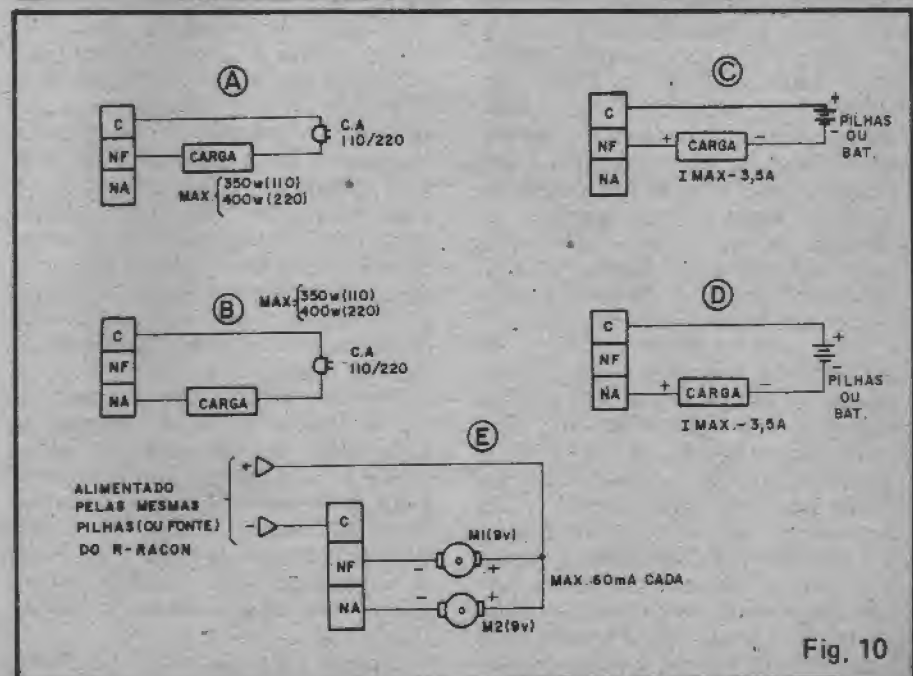 A
C
NF
NA
CARGA
C.A
110/220
MAX. 350w(110)
400w(220)
B
MAX. 350w(110)
400w(220)
C
NF
NA
CARGA
C.A
110/220
C
C
NF
NA
+ CARGA -
I MAX-3,5A
+
-
PILHAS
OU
BAT.
D
C
NF
NA
+ CARGA -
I MAX.-3,5A
+
-
PILHAS
OU
BAT.
E
ALIMENTADO
PELAS MESMAS
PILHAS (OU FONTE)
DO R-RACON
+
-
C
NF
NA
M1(9v)
- +
MAX. 60mA CADA
- +
M2(9v)
Fig. 10